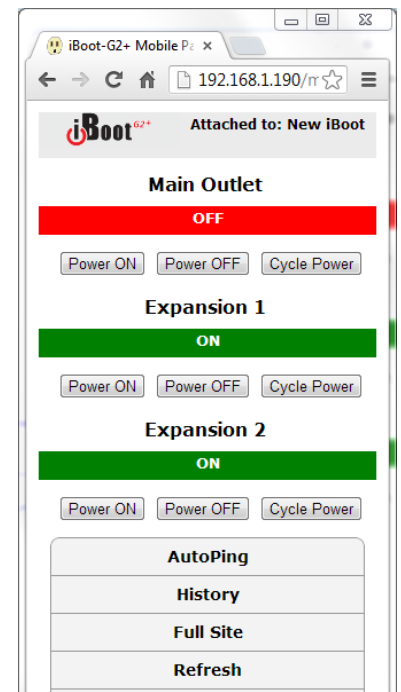 iBoot-G2+ Mobile Pa
192.168.1.190/m
iBoot G2+
Attached to: New iBoot
Main Outlet
OFF
Power ON Power OFF Cycle Power
Expansion 1
ON
Power ON Power OFF Cycle Power
Expansion 2
ON
Power ON Power OFF Cycle Power
AutoPing
History
Full Site
Refresh